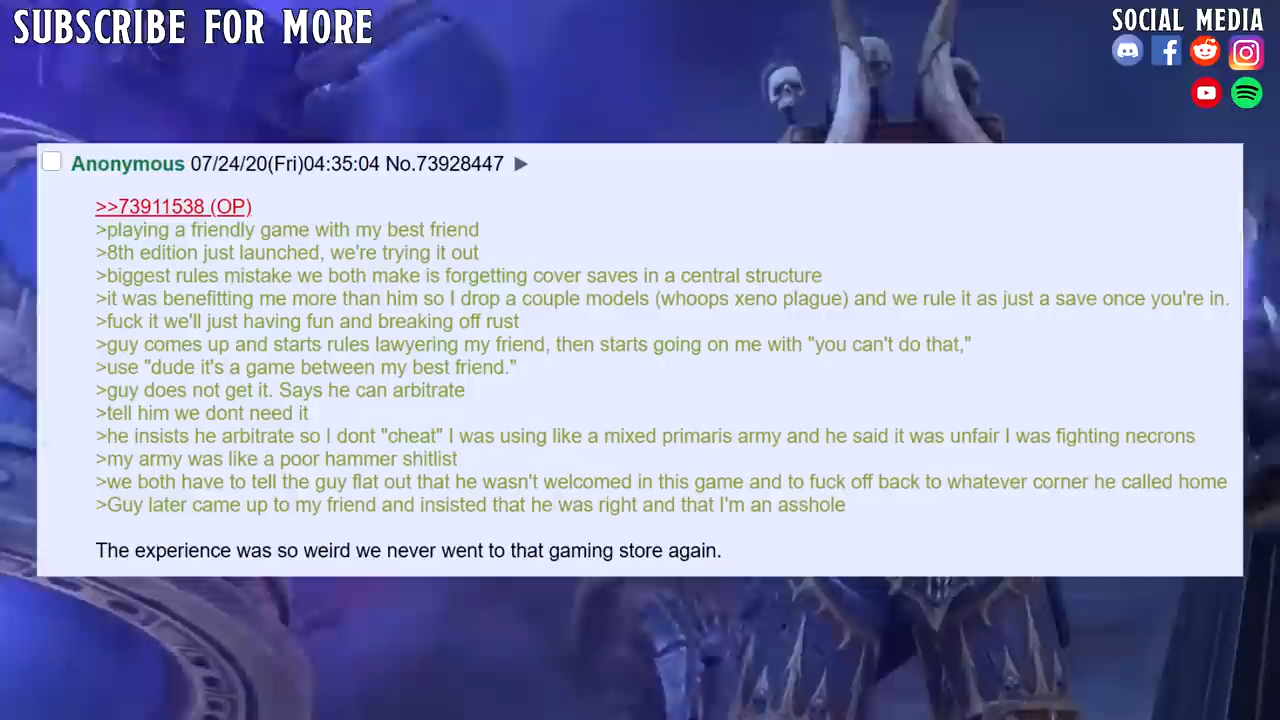 SUBSCRIBE FOR MORE
SOCIAL MEDIA
Anonymous 07/24/20(Fri)04:35:04 No.73928447 ▶
>>73911538 (OP)
>playing a friendly game with my best friend
>8th edition just launched, we're trying it out
>biggest rules mistake we both make is forgetting cover saves in a central structure
>it was benefitting me more than him so I drop a couple models (whoops xeno plague) and we rule it as just a save once you're in.
>fuck it we'll just having fun and breaking off rust
>guy comes up and starts rules lawyering my friend, then starts going on me with "you can't do that,"
>use "dude it's a game between my best friend."
>guy does not get it. Says he can arbitrate
>tell him we dont need it
>he insists he arbitrate so I dont "cheat" I was using like a mixed primaris army and he said it was unfair I was fighting necrons
>my army was like a poor hammer shitlist
>we both have to tell the guy flat out that he wasn't welcomed in this game and to fuck off back to whatever corner he called home
>Guy later came up to my friend and insisted that he was right and that I'm an asshole
The experience was so weird we never went to that gaming store again.